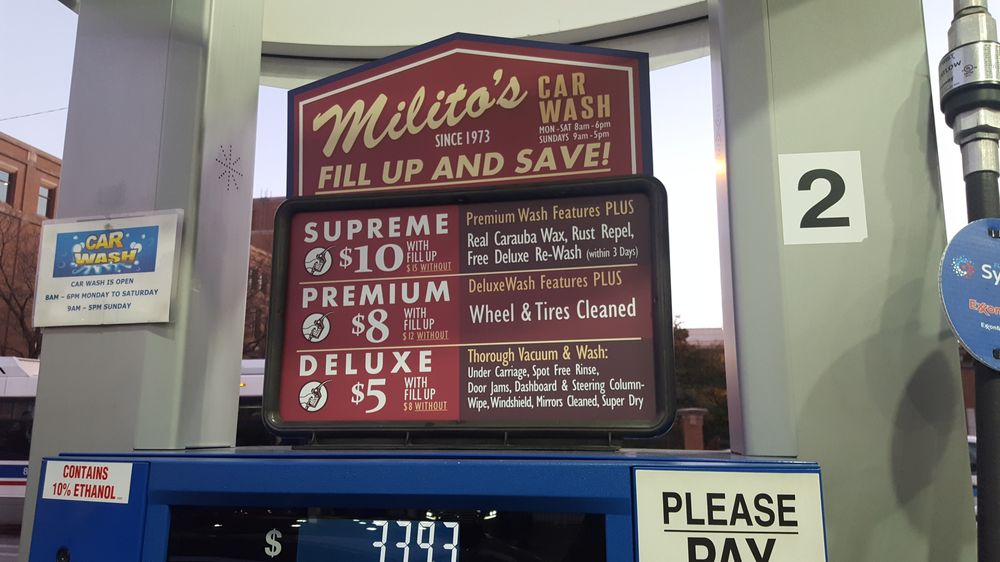 Milito's
SINCE 1973
CAR
WASH
MON-SAT 8am-6pm
SUNDAYS 9am-5pm
FILL UP AND SAVE!
SUPREME
$10 WITH
FILL UP
$15 WITHOUT
Premium Wash Features PLUS
Real Carauba Wax, Rust Repel,
Free Deluxe Re-Wash (within 3 Days)
PREMIUM
$8 WITH
FILL UP
$12 WITHOUT
DeluxeWash Features PLUS
Wheel & Tires Cleaned
DELUXE
$5 WITH
FILL UP
$8 WITHOUT
Thorough Vacuum & Wash:
Under Carriage, Spot Free Rinse,
Door Jams, Dashboard & Steering Column-
Wipe, Windshield, Mirrors Cleaned, Super Dry
CAR
WASH
CAR WASH IS OPEN
8AM – 6PM MONDAY TO SATURDAY
9AM – 5PM SUNDAY
2
Sy
Exxon
CONTAINS
10% ETHANOL
$ 3393
PLEASE
PAY